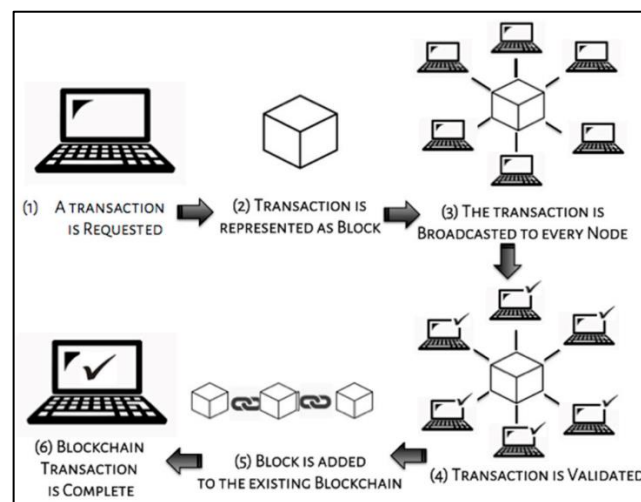 (1) A TRANSACTION
IS REQUESTED
(2) TRANSACTION IS
REPRESENTED AS BLOCK
(3) THE TRANSACTION IS
BROADCASTED TO EVERY NODE
(4) TRANSACTION IS VALIDATED
(5) BLOCK IS ADDED
TO THE EXISTING BLOCKCHAIN
(6) BLOCKCHAIN
TRANSACTION
IS COMPLETE